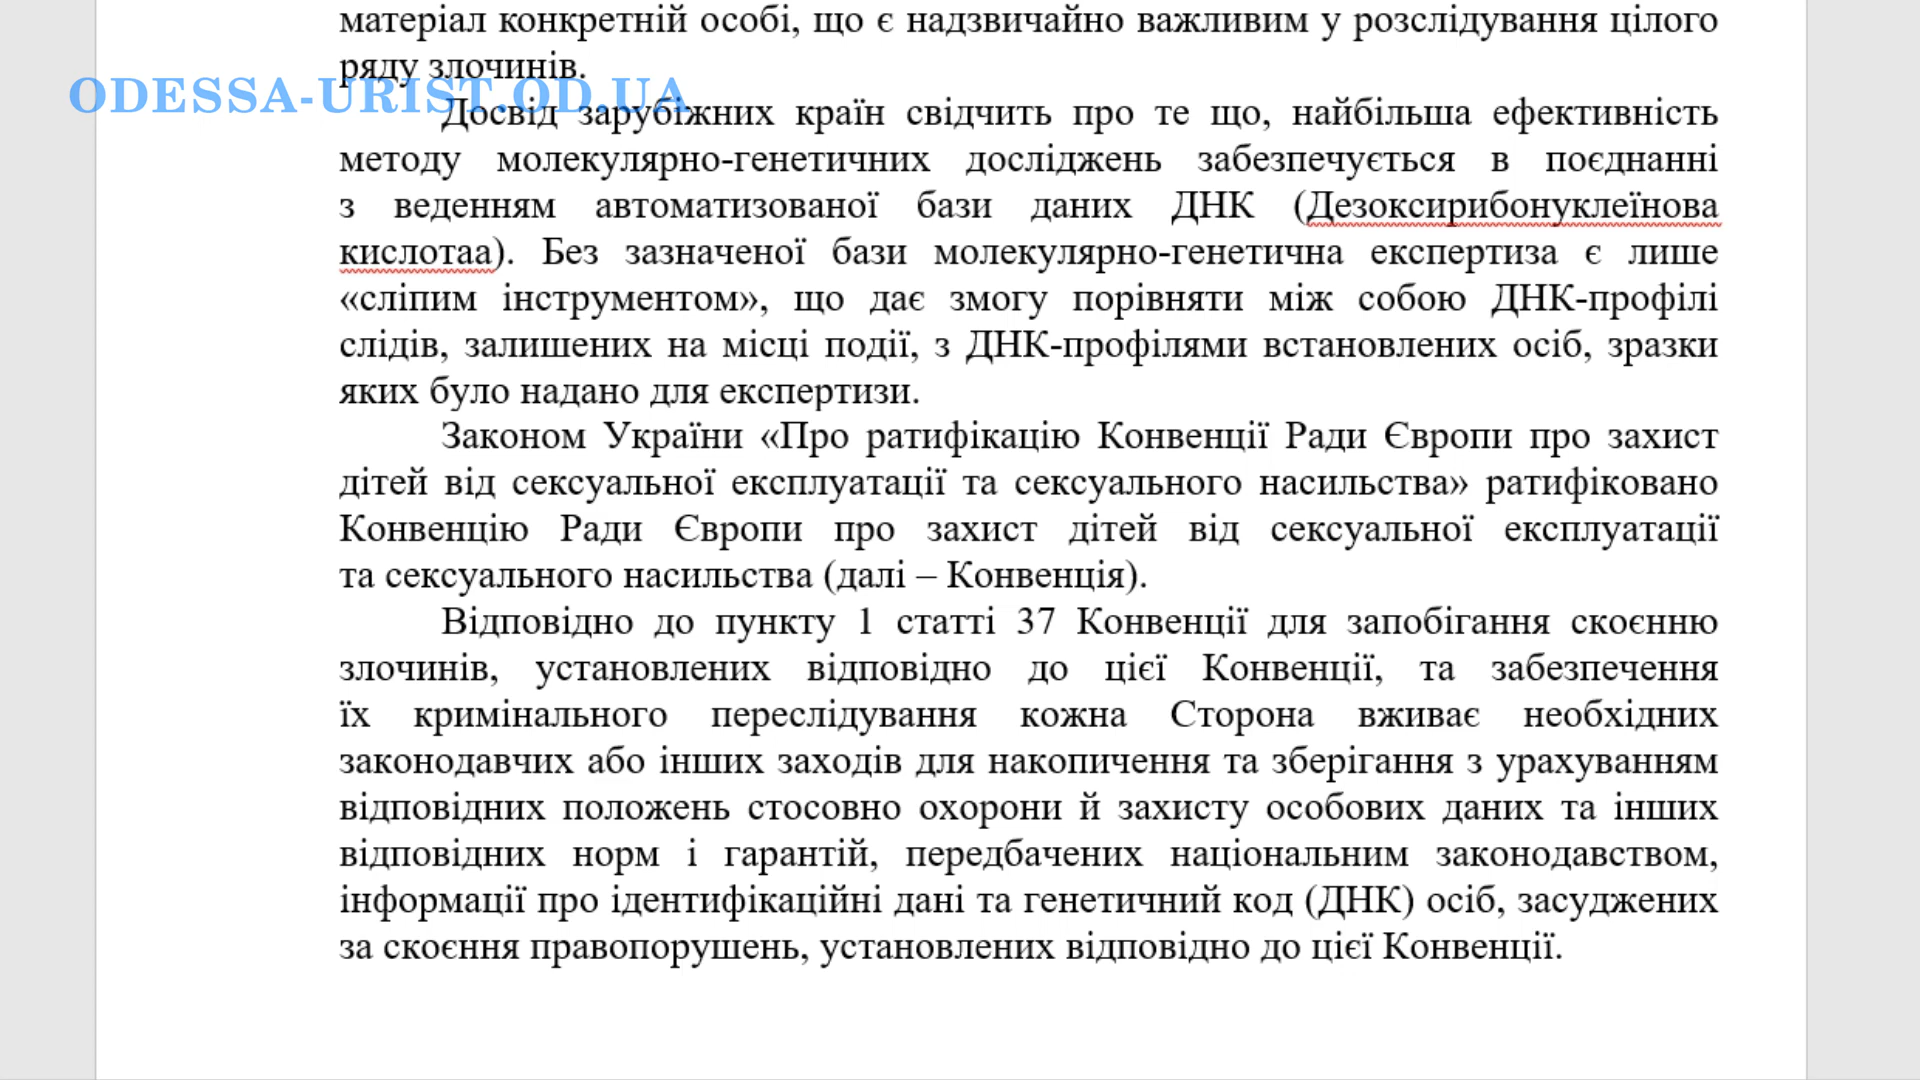 матеріал конкретній особі, що є надзвичайно важливим у розслідування цілого
ряду злочинів.
ODESSA-URIST.OD.UA
Досвід зарубіжних країн свідчить про те що, найбільша ефективність
методу молекулярно-генетичних досліджень забезпечується в поєднанні
з веденням автоматизованої бази даних ДНК (Дезоксирибонуклеїнова
кислотаа). Без зазначеної бази молекулярно-генетична експертиза є лише
«сліпим інструментом», що дає змогу порівняти між собою ДНК-профілі
слідів, залишених на місці події, з ДНК-профілями встановлених осіб, зразки
яких було надано для експертизи.
Законом України «Про ратифікацію Конвенції Ради Європи про захист
дітей від сексуальної експлуатації та сексуального насильства» ратифіковано
Конвенцію Ради Європи про захист дітей від сексуальної експлуатації
та сексуального насильства (далі – Конвенція).
Відповідно до пункту 1 статті 37 Конвенції для запобігання скоєнню
злочинів, установлених відповідно до цієї Конвенції, та забезпечення
їх кримінального переслідування кожна Сторона вживає необхідних
законодавчих або інших заходів для накопичення та зберігання з урахуванням
відповідних положень стосовно охорони й захисту особових даних та інших
відповідних норм і гарантій, передбачених національним законодавством,
інформації про ідентифікаційні дані та генетичний код (ДНК) осіб, засуджених
за скоєння правопорушень, установлених відповідно до цієї Конвенції.